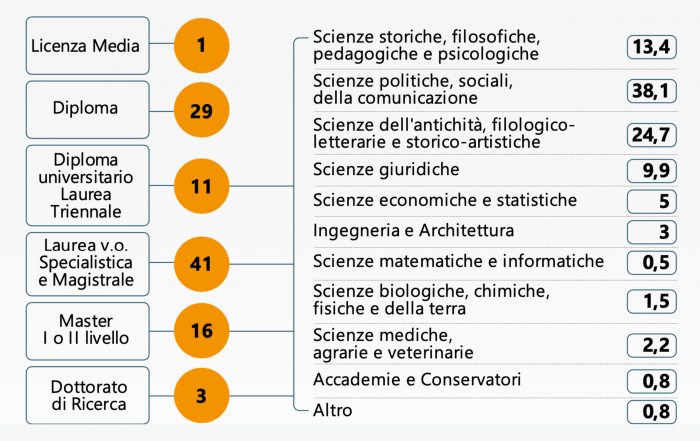 Licenza Media
1
Diploma
29
Diploma
universitario
Laurea
Triennale
11
Laurea v.o.
Specialistica
e Magistrale
41
Master
I o II livello
16
Dottorato
di Ricerca
3
Scienze storiche, filosofiche,
pedagogiche e psicologiche
13,4
Scienze politiche, sociali,
della comunicazione
38,1
Scienze dell'antichità, filologico-
letterarie e storico-artistiche
24,7
Scienze giuridiche
9,9
Scienze economiche e statistiche
5
Ingegneria e Architettura
3
Scienze matematiche e informatiche
0,5
Scienze biologiche, chimiche,
fisiche e della terra
1,5
Scienze mediche,
agrarie e veterinarie
2,2
Accademie e Conservatori
0,8
Altro
0,8